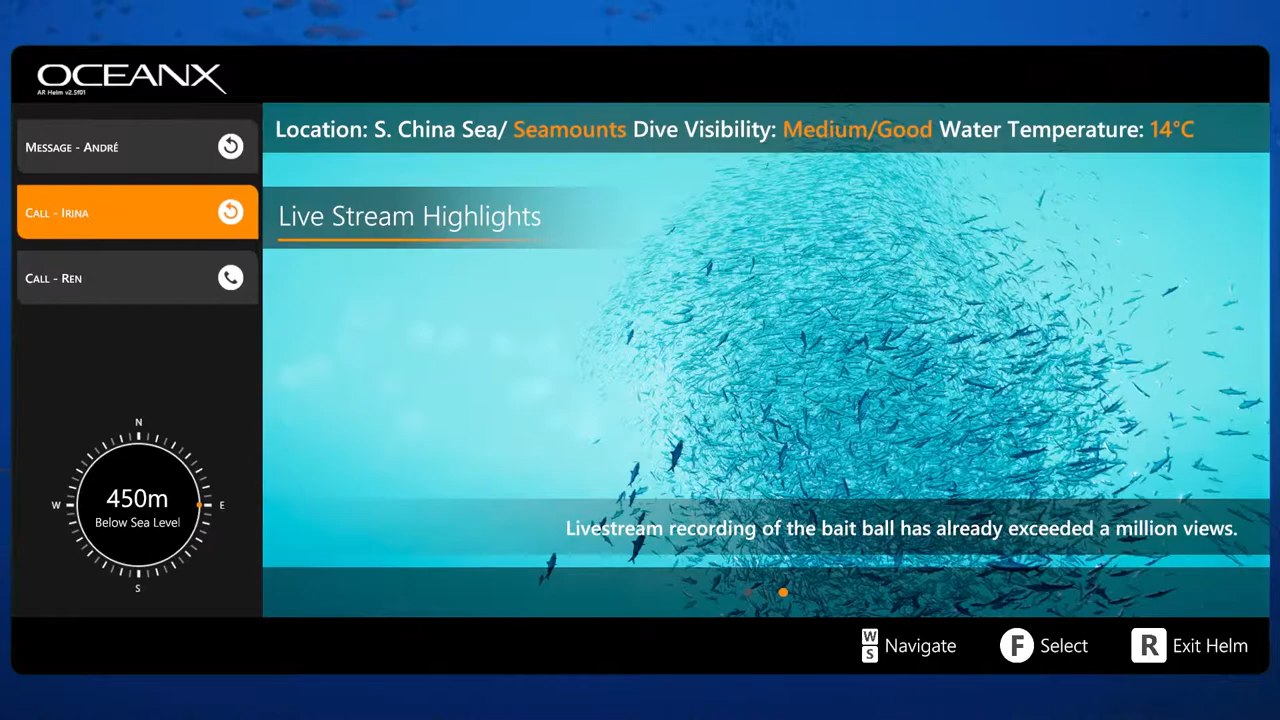 OCEANX
AR Helm v2.5f01
Message - André
Call - Irina
Call - Ren
N
W
E
S
450m
Below Sea Level
Location: S. China Sea/ Seamounts Dive Visibility: Medium/Good Water Temperature: 14°C
Live Stream Highlights
Livestream recording of the bait ball has already exceeded a million views.
W
S
Navigate
F Select
R Exit Helm